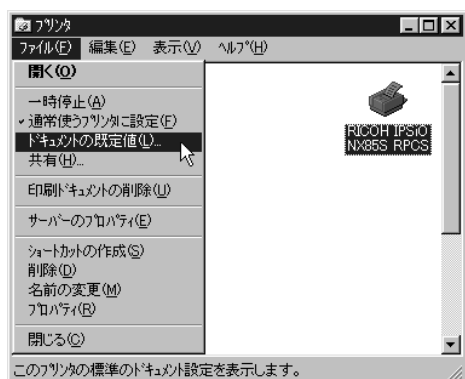 プリンタ
ファイル(F) 編集(E) 表示(V) ヘルプ(H)
開く(O)
一時停止(A)
通常使うプリンタに設定(F)
ドキュメントの既定値(L)...
共有(H)...
印刷ドキュメントの削除(U)
サーバーのプロパティ(E)
ショートカットの作成(S)
削除(D)
名前の変更(M)
プロパティ(R)
閉じる(C)
RICOH IPSiO
NX85S RPCS
このプリンタの標準のドキュメント設定を表示します。